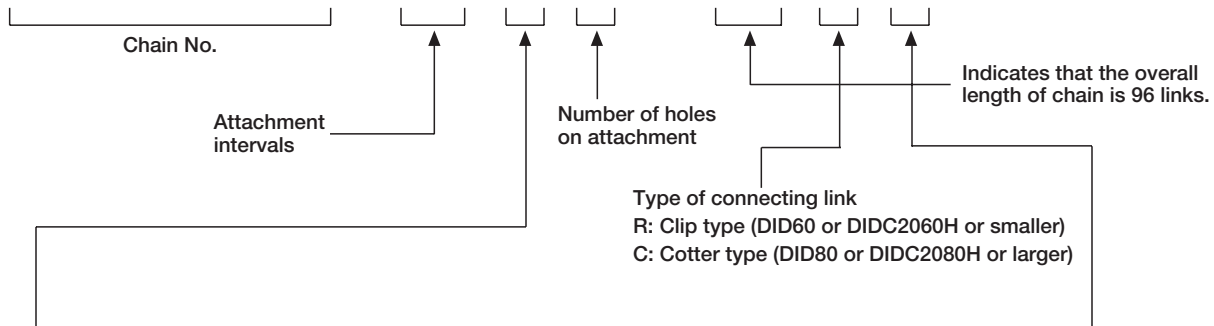 Chain No.
Attachment
intervals
Number of holes
on attachment
Indicates that the overall
length of chain is 96 links.
Type of connecting link
R: Clip type (DID60 or DIDC2060H or smaller)
C: Cotter type (DID80 or DIDC2080H or larger)